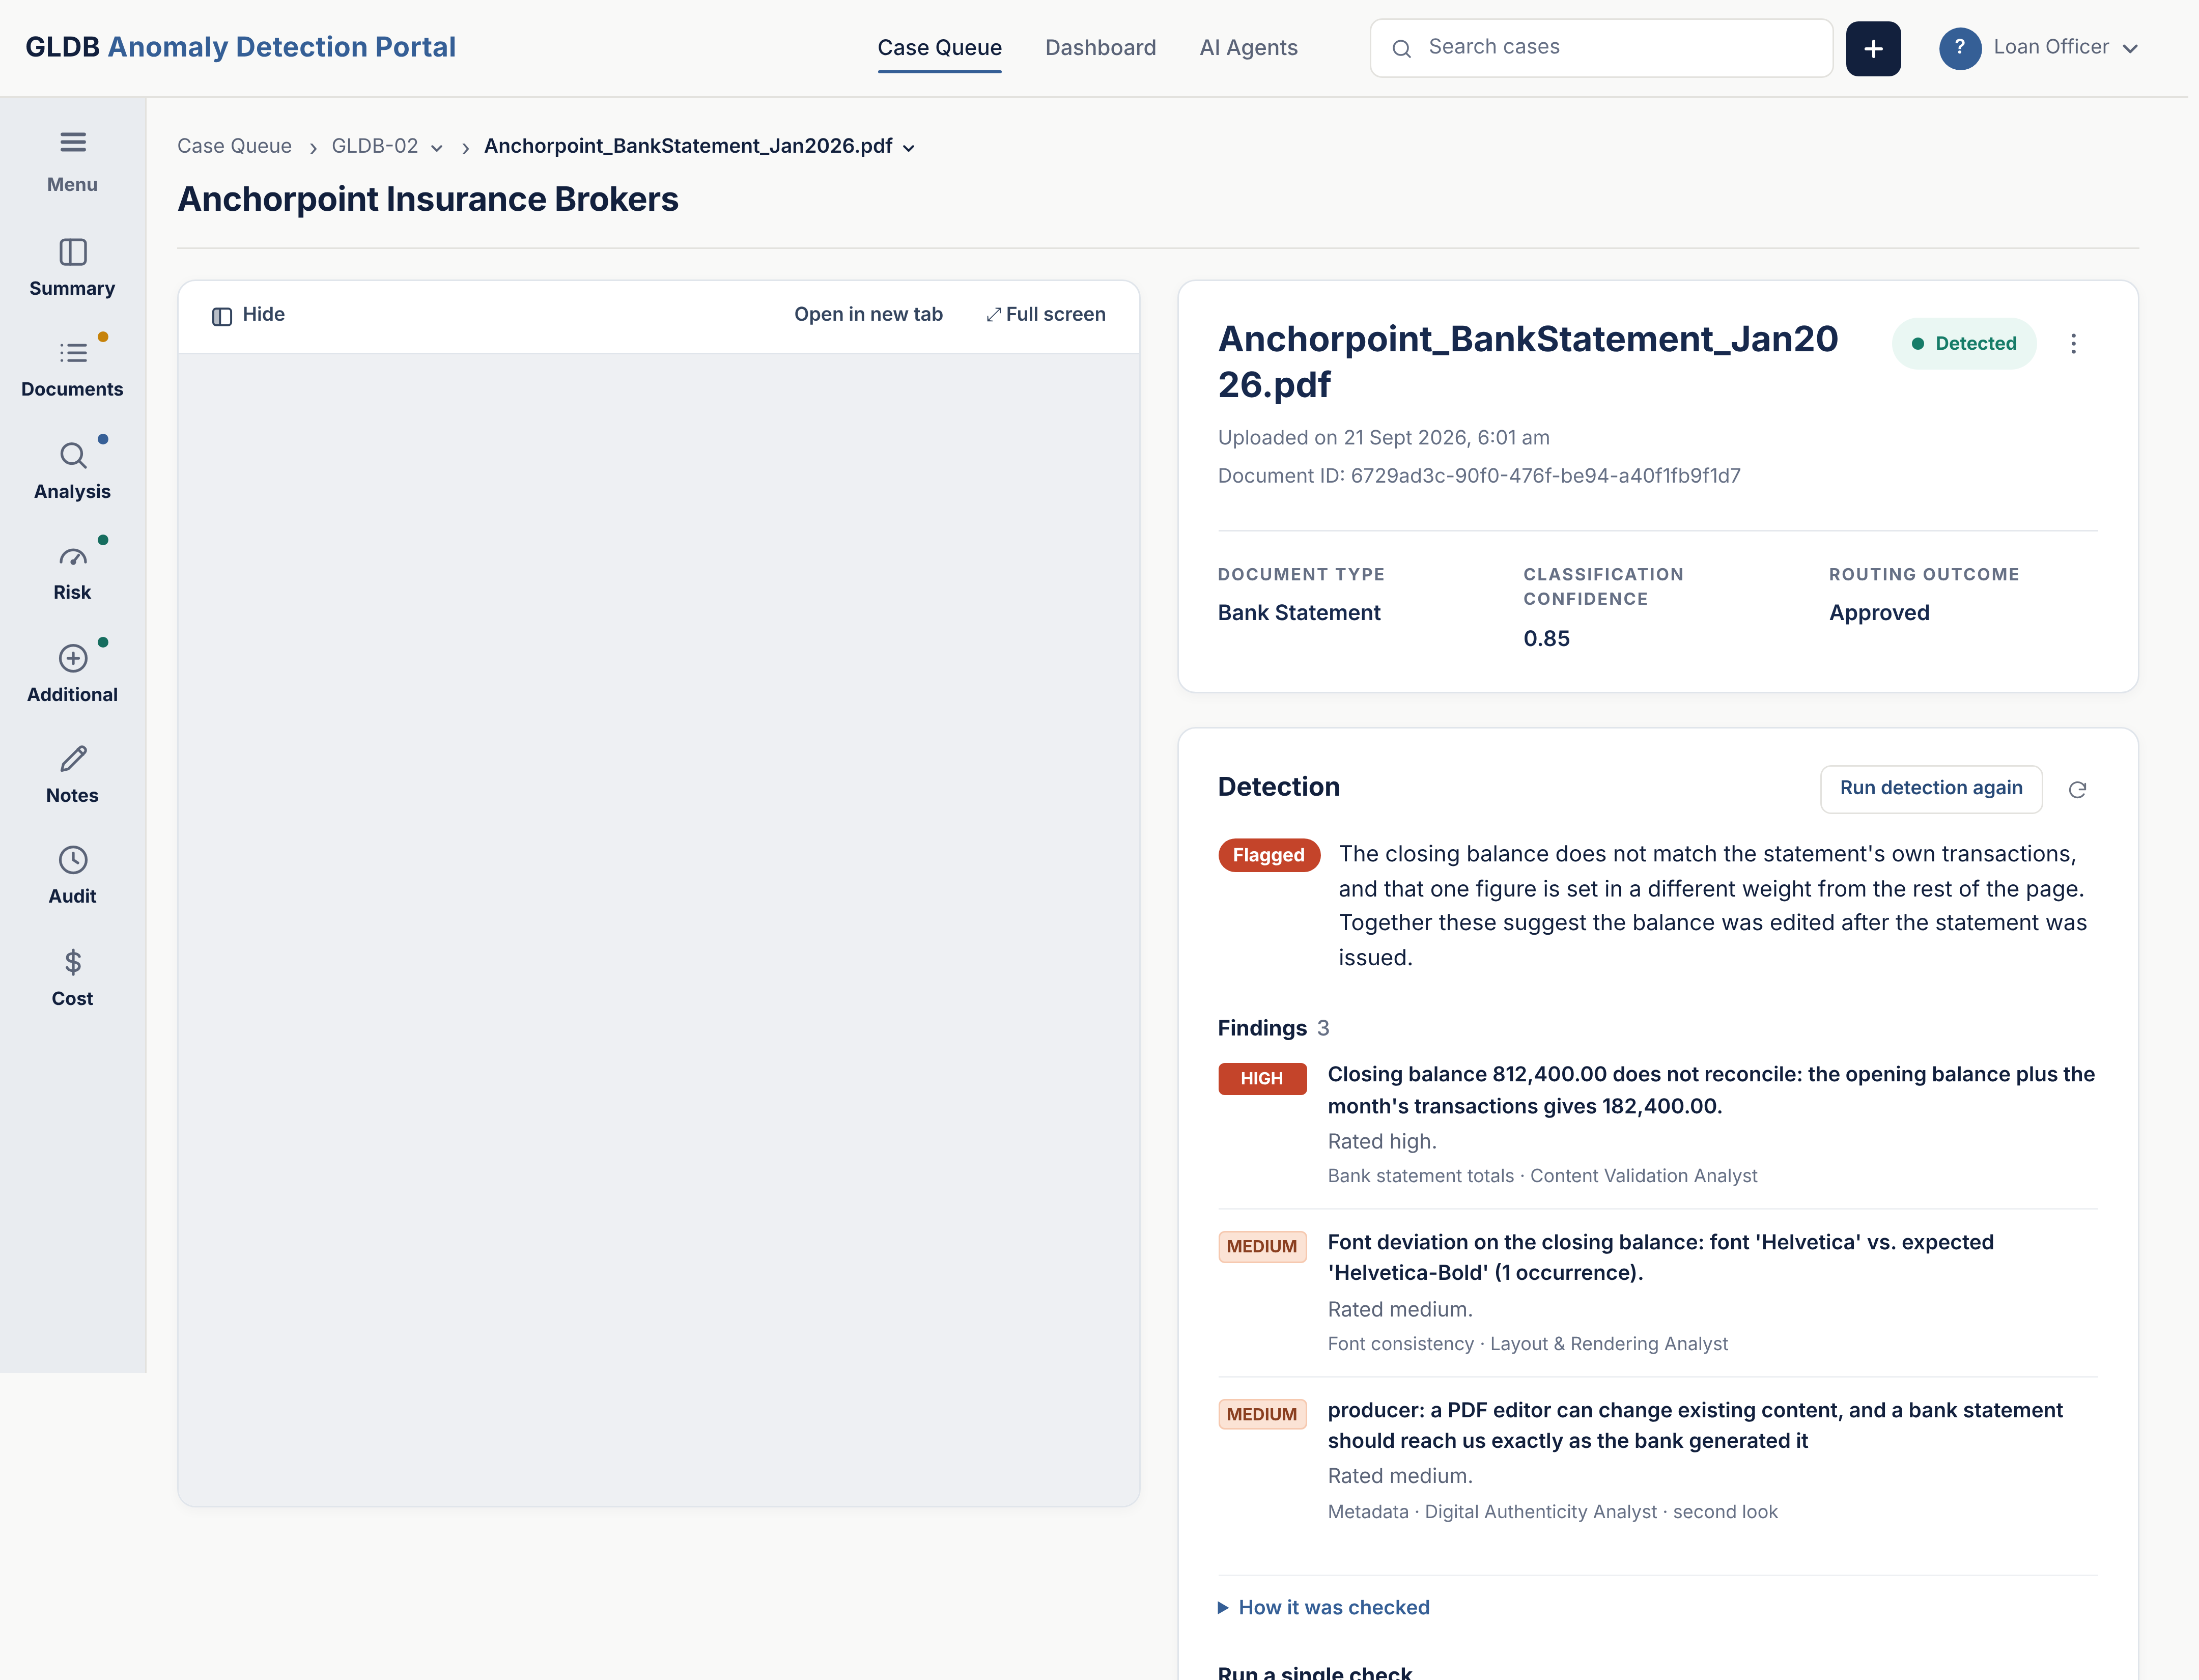 GLDB Anomaly Detection Portal
Case Queue
Dashboard
AI Agents
Search cases
?
Loan Officer
Menu
Summary
Documents
Analysis
Risk
Additional
Notes
Audit
Cost
Case Queue › GLDB-02 › Anchorpoint_BankStatement_Jan2026.pdf
Anchorpoint Insurance Brokers
Hide
Open in new tab
Full screen
Anchorpoint_BankStatement_Jan20
26.pdf
Detected
Uploaded on 21 Sept 2026, 6:01 am
Document ID: 6729ad3c-90f0-476f-be94-a40f1fb9f1d7
DOCUMENT TYPE
Bank Statement
CLASSIFICATION
CONFIDENCE
0.85
ROUTING OUTCOME
Approved
Detection
Run detection again
Flagged
The closing balance does not match the statement's own transactions,
and that one figure is set in a different weight from the rest of the page.
Together these suggest the balance was edited after the statement was
issued.
Findings 3
HIGH
Closing balance 812,400.00 does not reconcile: the opening balance plus the
month's transactions gives 182,400.00.
Rated high.
Bank statement totals · Content Validation Analyst
MEDIUM
Font deviation on the closing balance: font 'Helvetica' vs. expected
'Helvetica-Bold' (1 occurrence).
Rated medium.
Font consistency · Layout & Rendering Analyst
MEDIUM
producer: a PDF editor can change existing content, and a bank statement
should reach us exactly as the bank generated it
Rated medium.
Metadata · Digital Authenticity Analyst · second look
How it was checked
Run a single check